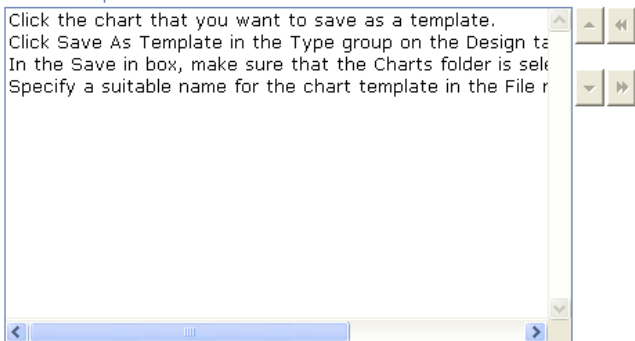 Click the chart that you want to save as a template.
Click Save As Template in the Type group on the Design ta
In the Save in box, make sure that the Charts folder is sele
Specify a suitable name for the chart template in the File r